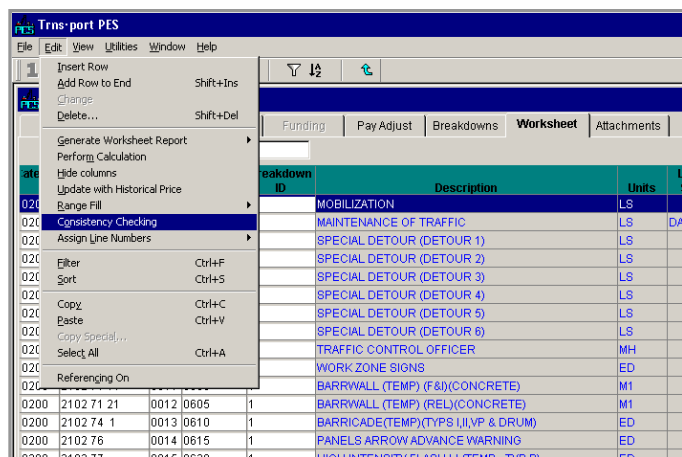 PES Trns•port PES
File Edit View Utilities Window Help
Insert Row
Add Row to End Shift+Ins
Change
Delete... Shift+Del
Generate Worksheet Report
Perform Calculation
Hide columns
Update with Historical Price
Range Fill
Consistency Checking
Assign Line Numbers
Filter Ctrl+F
Sort Ctrl+S
Copy Ctrl+C
Paste Ctrl+V
Copy Special...
Select All Ctrl+A
Referencing On
Funding Pay Adjust Breakdowns Worksheet Attachments
ID Description Units
MOBILIZATION LS
MAINTENANCE OF TRAFFIC LS
SPECIAL DETOUR (DETOUR 1) LS
SPECIAL DETOUR (DETOUR 2) LS
SPECIAL DETOUR (DETOUR 3) LS
SPECIAL DETOUR (DETOUR 4) LS
SPECIAL DETOUR (DETOUR 5) LS
SPECIAL DETOUR (DETOUR 6) LS
TRAFFIC CONTROL OFFICER MH
WORK ZONE SIGNS ED
BARRWALL (TEMP) (F&I)(CONCRETE) M1
0200 2102 71 21 0012 0605 1 BARRWALL (TEMP) (REL)(CONCRETE) M1
0200 2102 74 1 0013 0610 1 BARRICADE(TEMP)(TYPS I,II,VP & DRUM) ED
0200 2102 76 0014 0615 1 PANELS ARROW ADVANCE WARNING ED